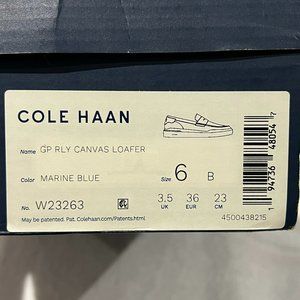 COLE HAAN
Name GP RLY CANVAS LOAFER
Color MARINE BLUE
Size 6 B
No. W23263
3.5 36 23
UK EUR CM
May be patented. Pat. Colehaan.com/Patents.html.
4500438215
1 94736 48054 7